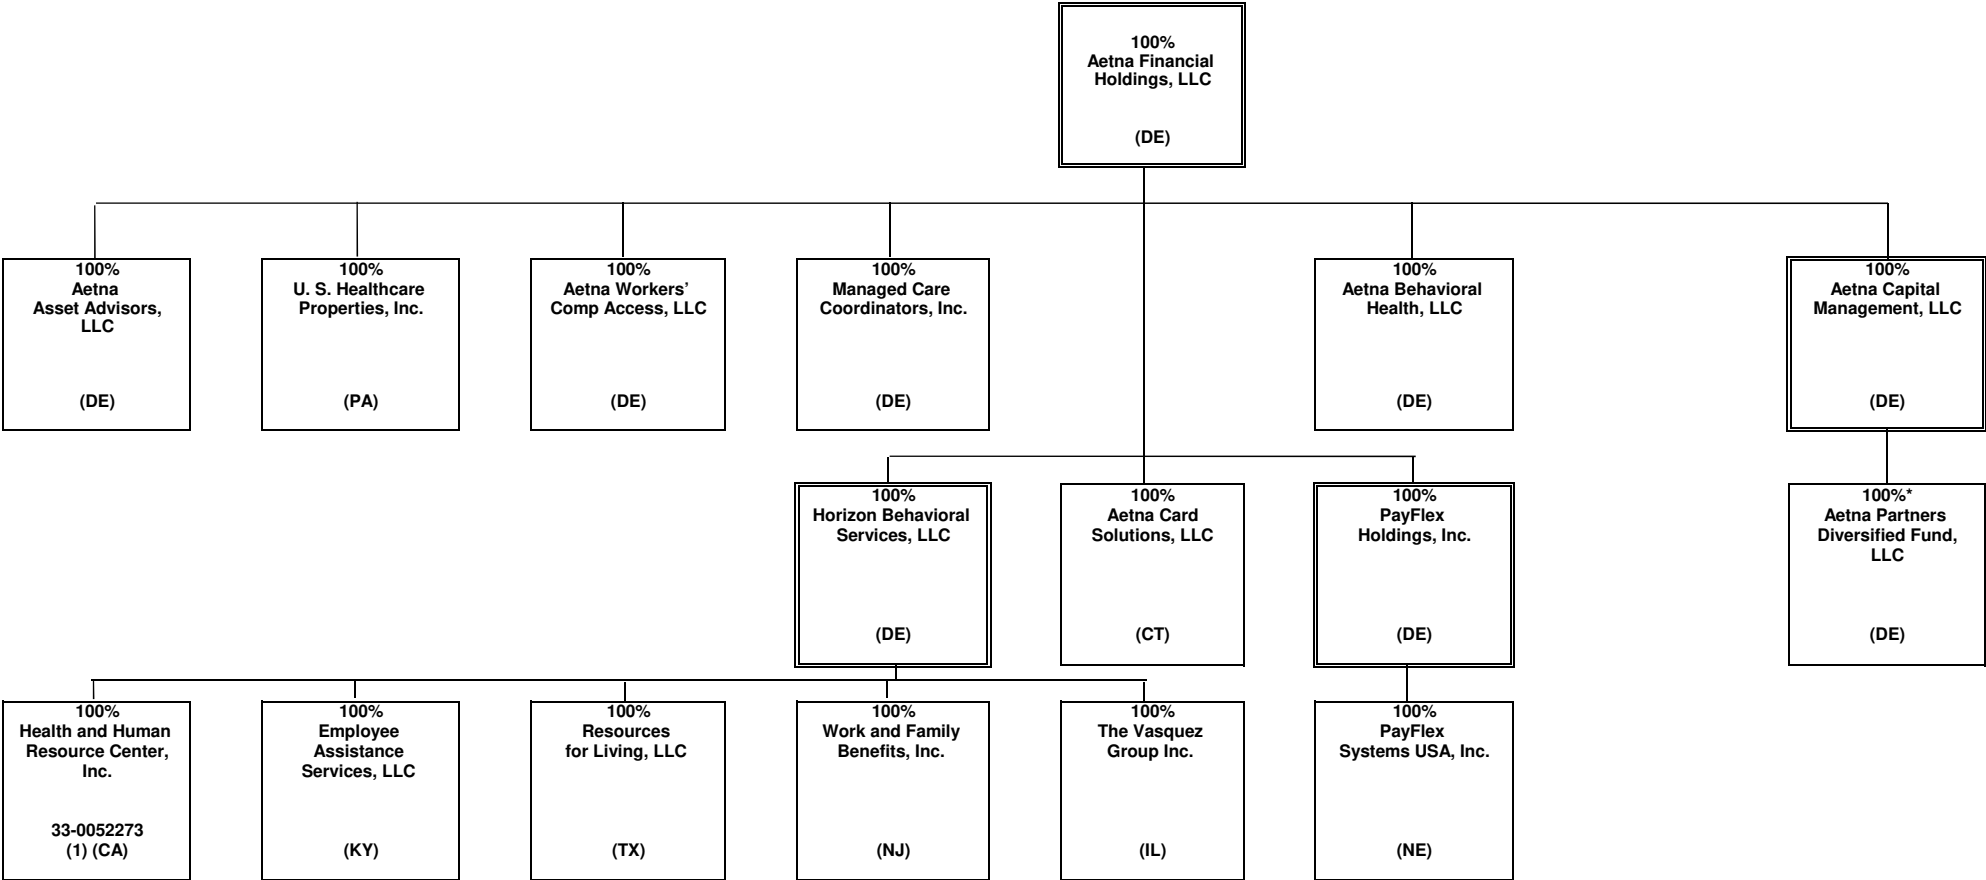 100%
Aetna Financial
Holdings, LLC
(DE)
100%
Aetna
Asset Advisors,
LLC
(DE)
100%
U. S. Healthcare
Properties, Inc.
(PA)
100%
Aetna Workers’
Comp Access, LLC
(DE)
100%
Managed Care
Coordinators, Inc.
(DE)
100%
Aetna Behavioral
Health, LLC
(DE)
100%
Aetna Capital
Management, LLC
(DE)
100%
Horizon Behavioral
Services, LLC
(DE)
100%
Aetna Card
Solutions, LLC
(CT)
100%
PayFlex
Holdings, Inc.
(DE)
100%*
Aetna Partners
Diversified Fund,
LLC
(DE)
100%
Health and Human
Resource Center,
Inc.
33-0052273
(1) (CA)
100%
Employee
Assistance
Services, LLC
(KY)
100%
Resources
for Living, LLC
(TX)
100%
Work and Family
Benefits, Inc.
(NJ)
100%
The Vasquez
Group Inc.
(IL)
100%
PayFlex
Systems USA, Inc.
(NE)